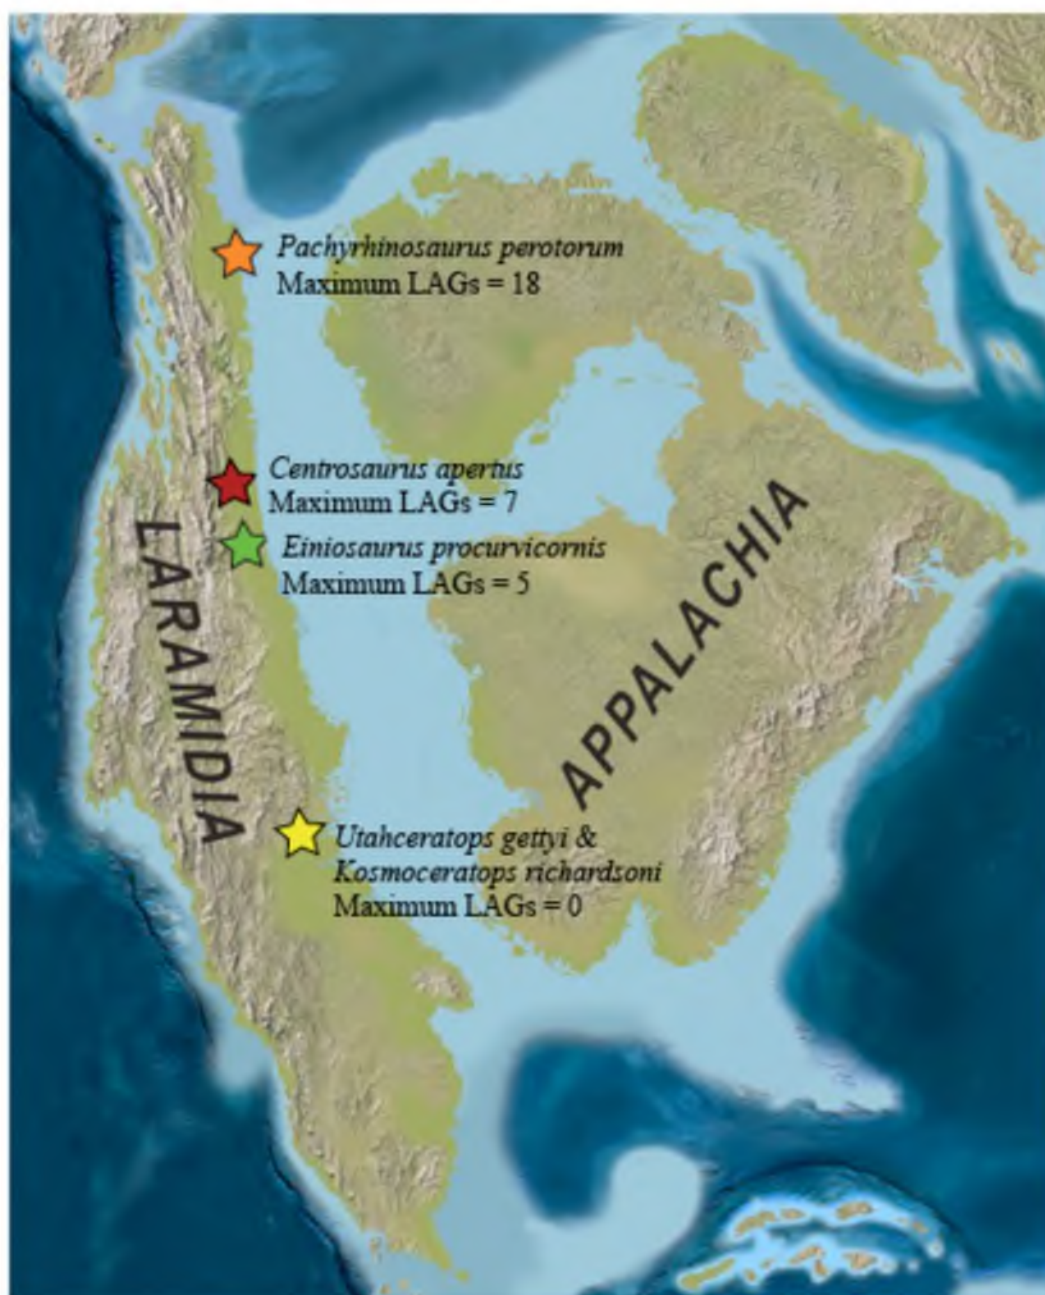 Pachyrhinosaurus perotorum
Maximum LAGs = 18
Centrosaurus apertus
Maximum LAGs = 7
Einiosaurus procurvicornis
Maximum LAGs = 5
LARAMIDIA
APPALACHIA
Utahceratops gettyi &
Kosmoceratops richardsoni
Maximum LAGs = 0